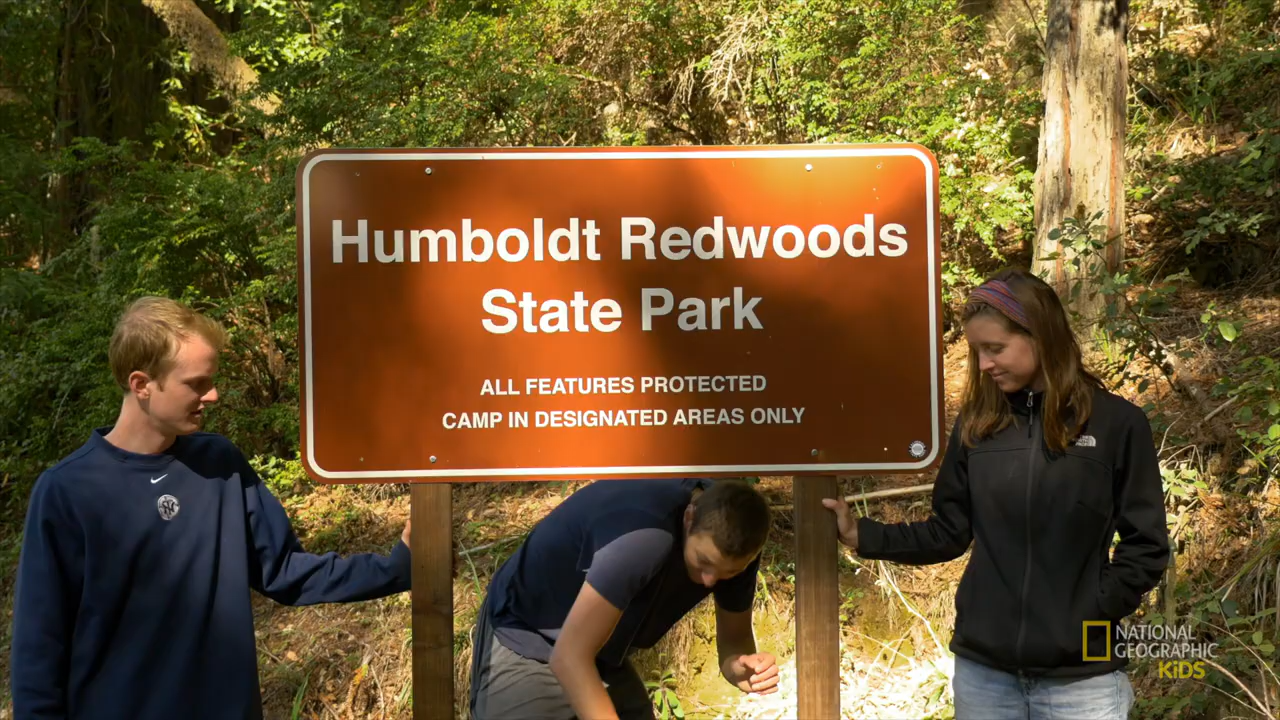 Humboldt Redwoods
State Park
ALL FEATURES PROTECTED
CAMP IN DESIGNATED AREAS ONLY
NATIONAL
GEOGRAPHIC
KiDS